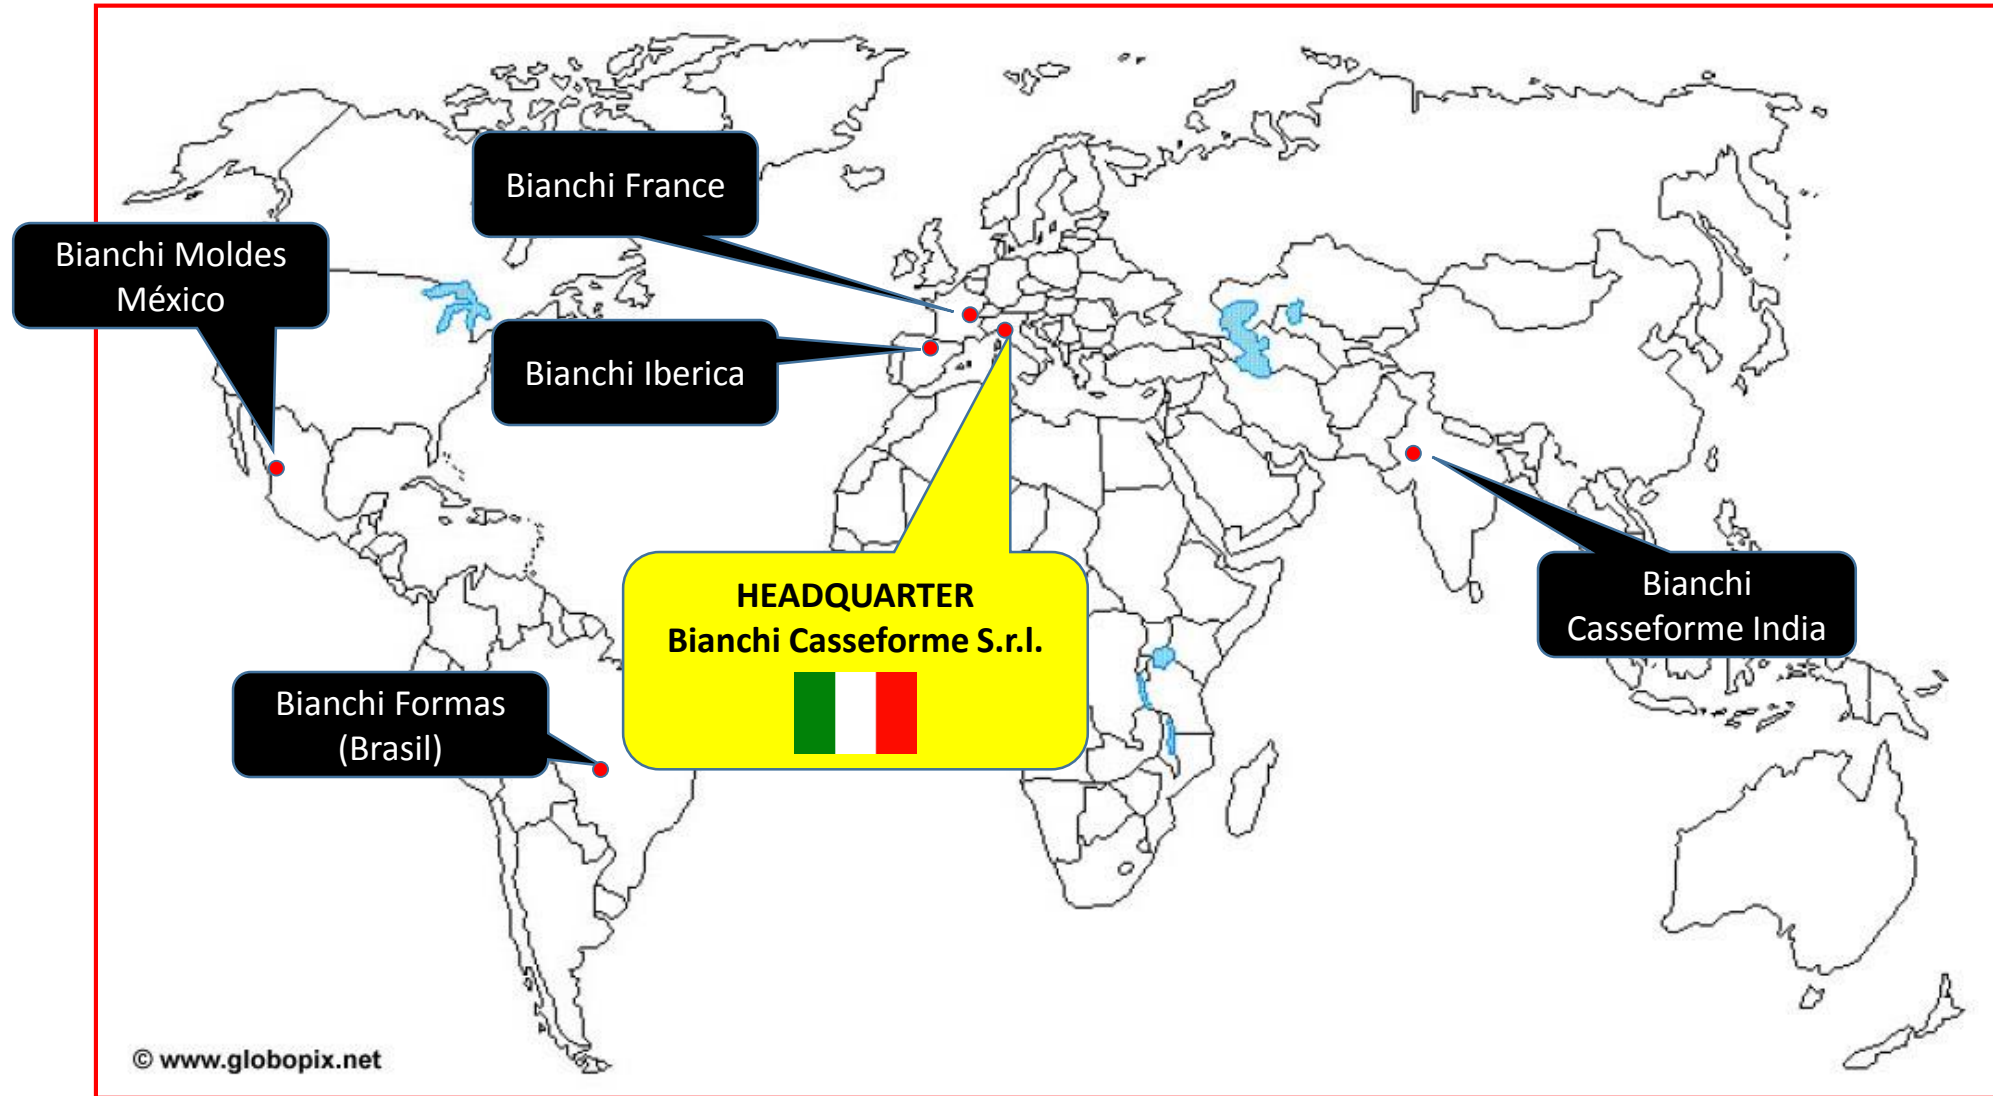 Bianchi France
Bianchi Moldes
México
Bianchi Iberica
HEADQUARTER
Bianchi Casseforme S.r.l.
Bianchi
Casseforme India
Bianchi Formas
(Brasil)
© www.globopix.net